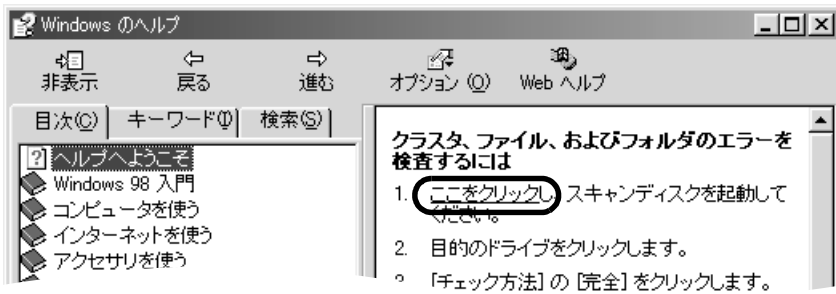 Windows のヘルプ
非表示 戻る 進む オプション (O) Web ヘルプ
目次(C) キーワード(I) 検索(S)
ヘルプへようこそ
Windows 98 入門
コンピュータを使う
インターネットを使う
アクセサリを使う
クラスタ、ファイル、およびフォルダのエラーを
検査するには
1. ここをクリックし、スキャンディスクを起動して
ください。
2. 目的のドライブをクリックします。
3. [チェック方法] の [完全] をクリックします。